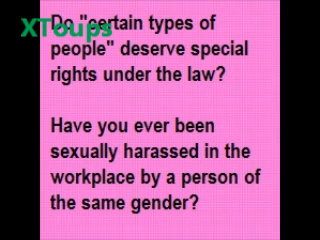 XToups
Do "certain types of
people" deserve special
rights under the law?
Have you ever been
sexually harassed in the
workplace by a person of
the same gender?